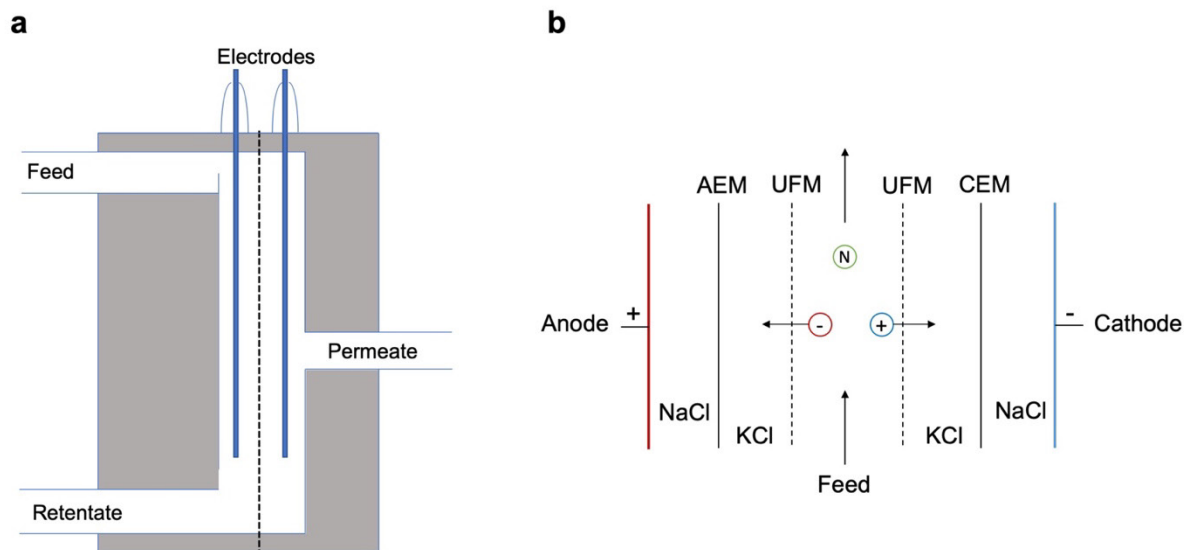 a
Electrodes
Feed
Permeate
Retentate
b
AEM UFM UFM CEM
N
Anode + - + - Cathode
NaCl KCl KCl NaCl
Feed